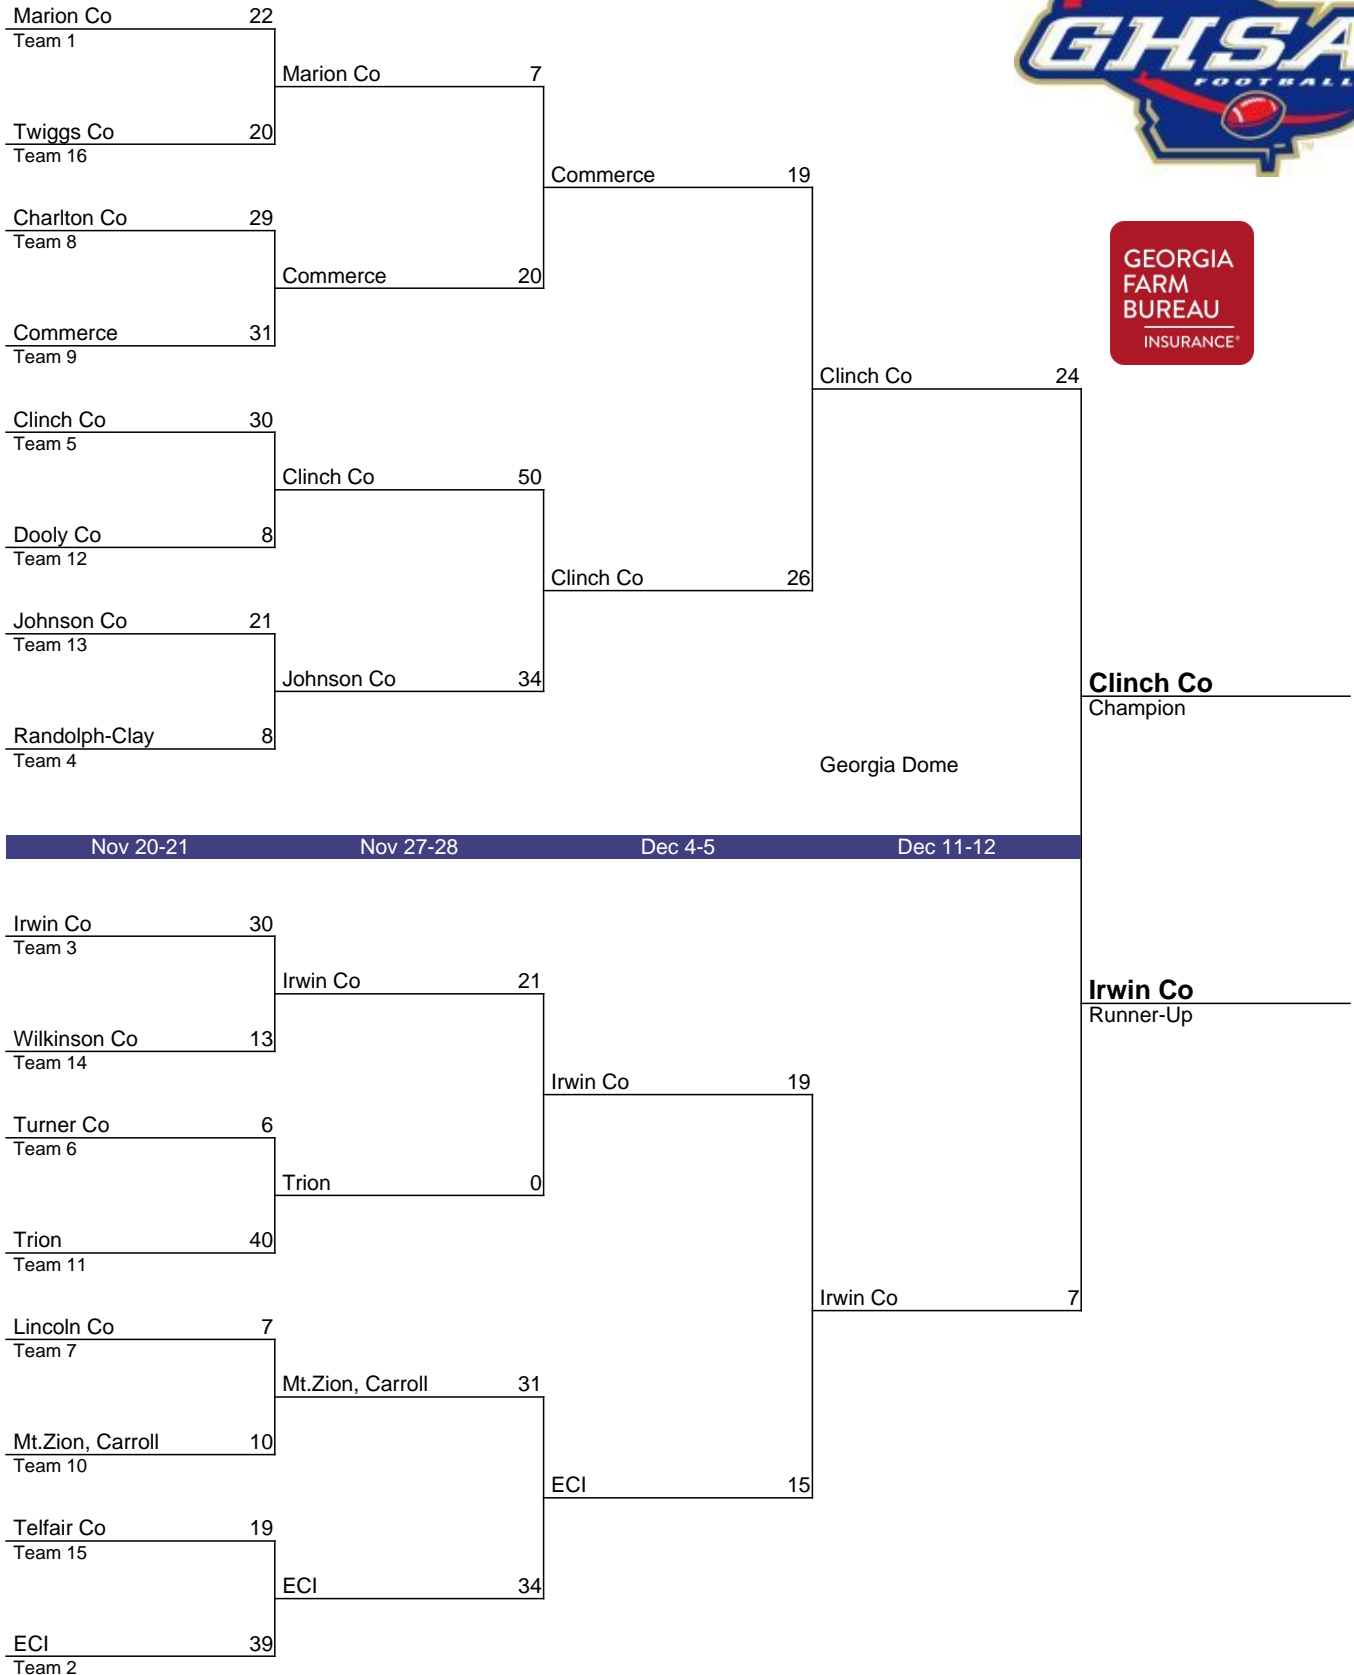 Marion Co 22
Team 1
Marion Co 7
Twiggs Co 20
Team 16
Commerce 19
Charlton Co 29
Team 8
Commerce 20
Commerce 31
Team 9
Clinch Co 24
Clinch Co 30
Team 5
Clinch Co 50
Dooly Co 8
Team 12
Clinch Co 26
Johnson Co 21
Team 13
Johnson Co 34
Randolph-Clay 8
Team 4
GHSA
FOOTBALL
TM
GEORGIA
FARM
BUREAU
INSURANCE®
Clinch Co
Champion
Georgia Dome
Nov 20-21 Nov 27-28 Dec 4-5 Dec 11-12
Irwin Co 30
Team 3
Irwin Co 21
Wilkinson Co 13
Team 14
Irwin Co 19
Turner Co 6
Team 6
Trion 0
Trion 40
Team 11
Irwin Co 7
Lincoln Co 7
Team 7
Mt.Zion, Carroll 31
Mt.Zion, Carroll 10
Team 10
ECI 15
Telfair Co 19
Team 15
ECI 34
ECI 39
Team 2
Irwin Co
Runner-Up